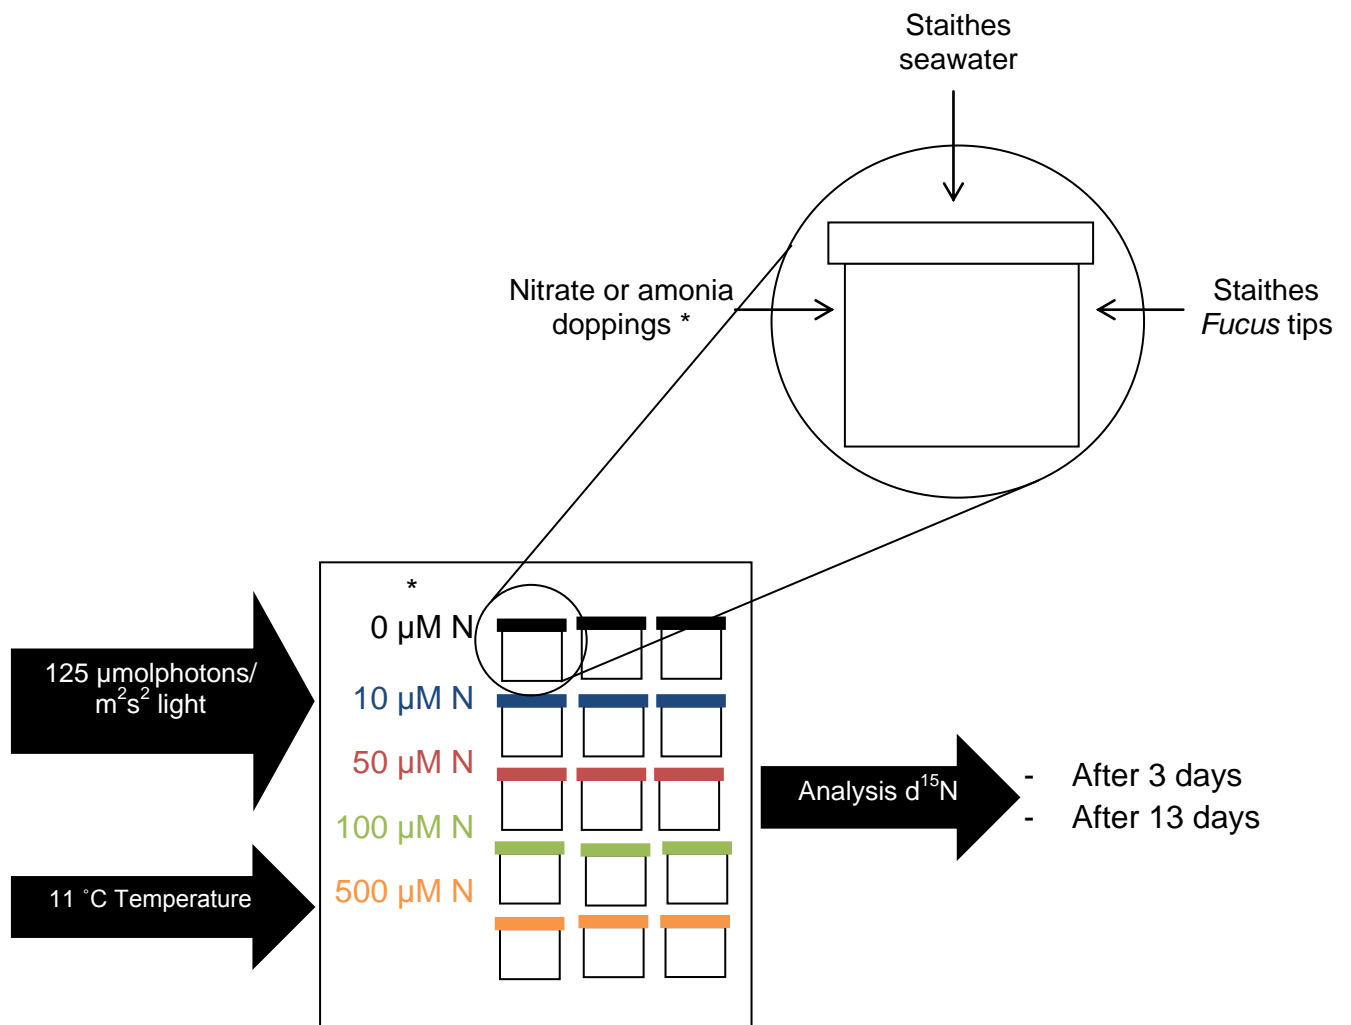 Staithes
seawater
Nitrate or amonia
doppings *
Staithes
Fucus tips
*
0 µM N
10 µM N
50 µM N
100 µM N
500 µM N
125 µmolphotons/
m²s² light
11 ˚C Temperature
Analysis d¹⁵N
- After 3 days
- After 13 days